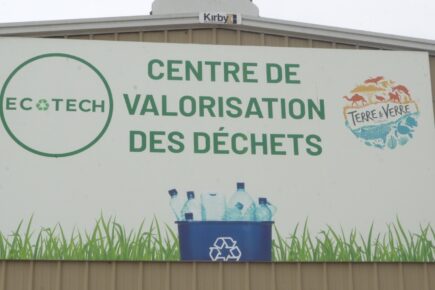 Kirby
ECOTECH
CENTRE DE
VALORISATION
DES DÉCHETS
TERRE & VERRE